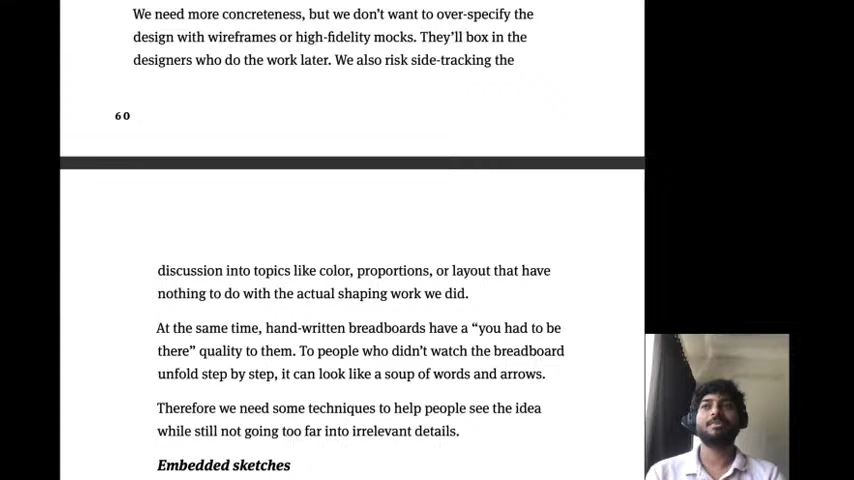 We need more concreteness, but we don’t want to over-specify the
design with wireframes or high-fidelity mocks. They’ll box in the
designers who do the work later. We also risk side-tracking the
60
discussion into topics like color, proportions, or layout that have
nothing to do with the actual shaping work we did.
At the same time, hand-written breadboards have a “you had to be
there” quality to them. To people who didn’t watch the breadboard
unfold step by step, it can look like a soup of words and arrows.
Therefore we need some techniques to help people see the idea
while still not going too far into irrelevant details.
Embedded sketches